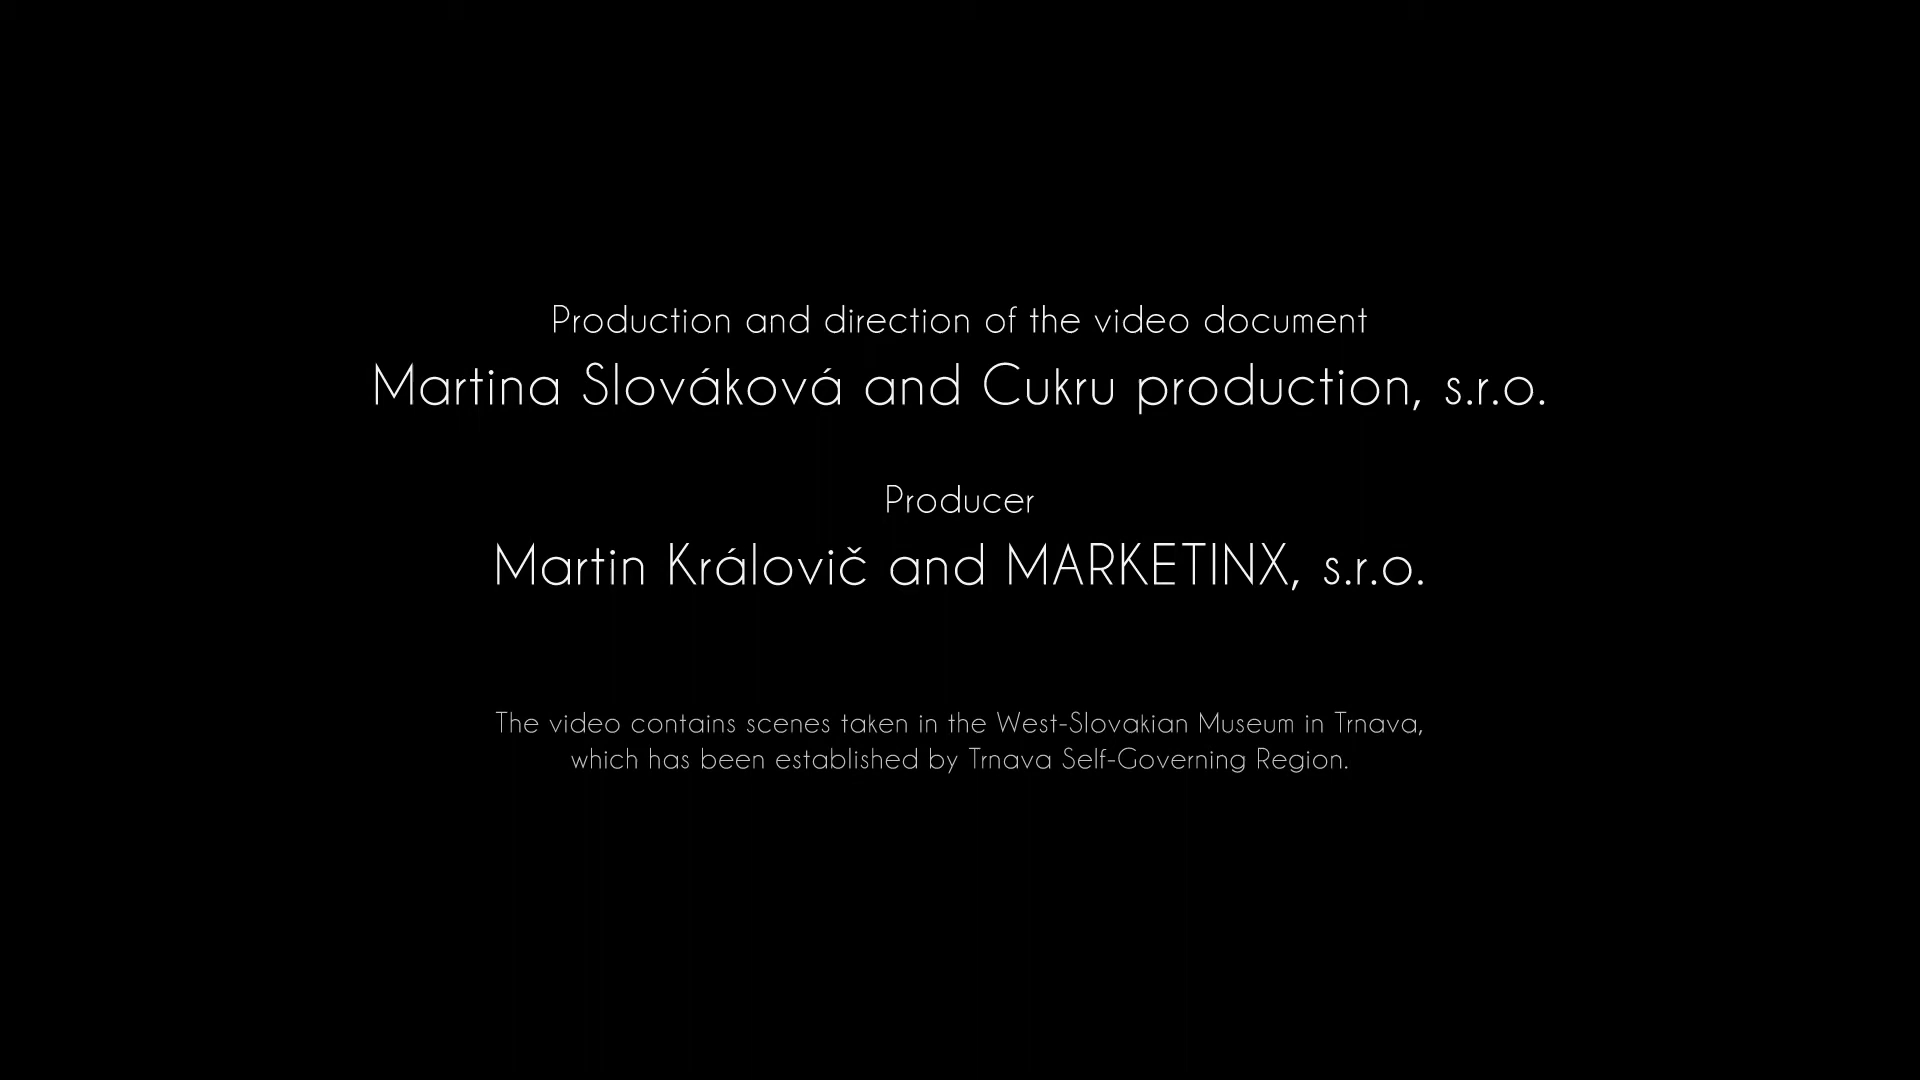 Production and direction of the video document
Martina Slováková and Cukru production, s.r.o.
Producer
Martin Královič and MARKETINX, s.r.o.
The video contains scenes taken in the West-Slovakian Museum in Trnava,
which has been established by Trnava Self-Governing Region.